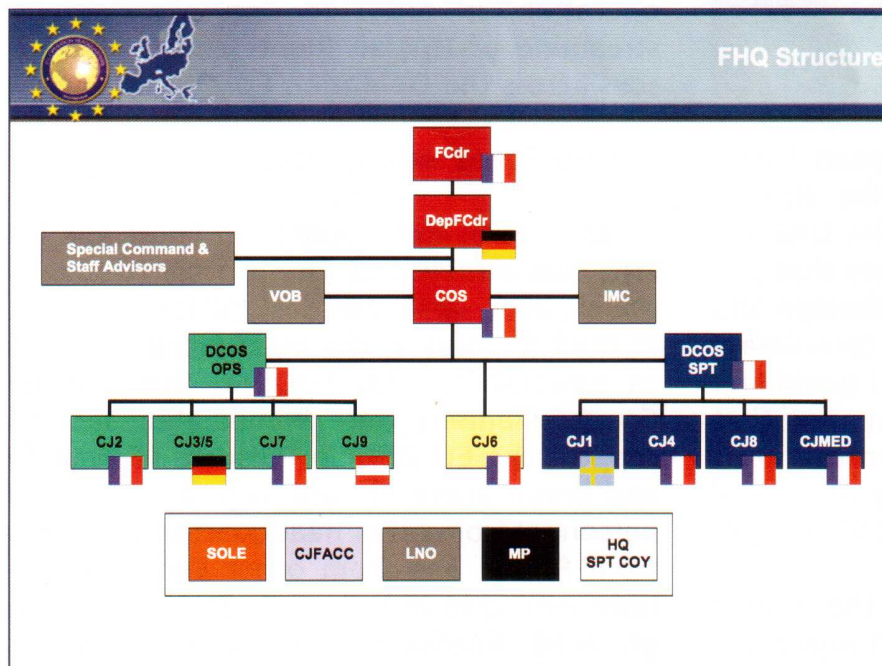 FHQ Structure
FCdr
DepFCdr
Special Command &
Staff Advisors
VOB
COS
IMC
DCOS
OPS
DCOS
SPT
CJ2
CJ3/5
CJ7
CJ9
CJ6
CJ1
CJ4
CJ8
CJMED
SOLE
CJFACC
LNO
MP
HQ
SPT COY